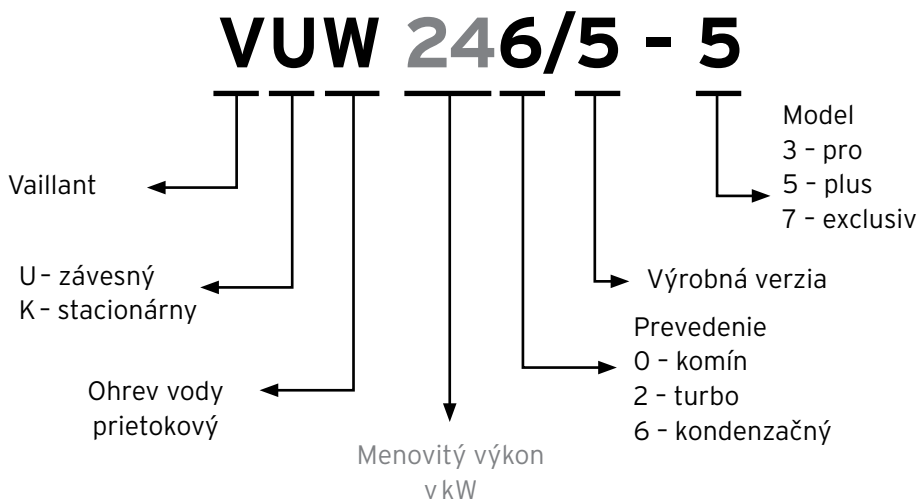 VUW 246/5 - 5
Vaillant
U - závesný
K - stacionárny
Ohrev vody
prietokový
Menovitý výkon
v kW
Prevedenie
0 - komín
2 - turbo
6 - kondenzačný
Výrobná verzia
Model
3 - pro
5 - plus
7 - exclusiv